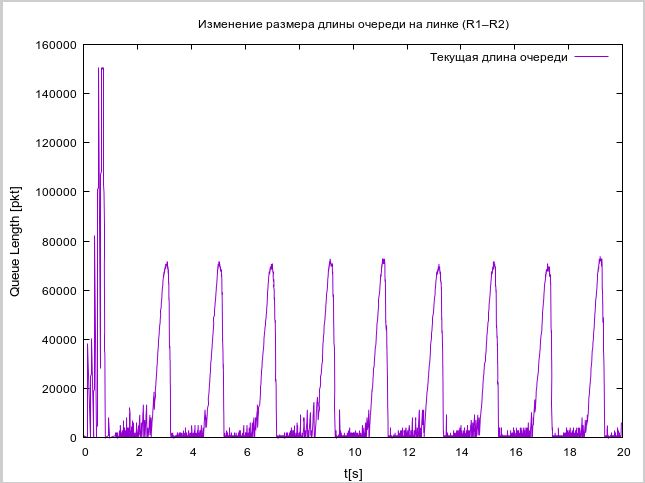 Изменение размера длины очереди на линке (R1–R2)
Текущая длина очереди
Queue Length [pkt]
160000
140000
120000
100000
80000
60000
40000
20000
0
0 2 4 6 8 10 12 14 16 18 20
t[s]